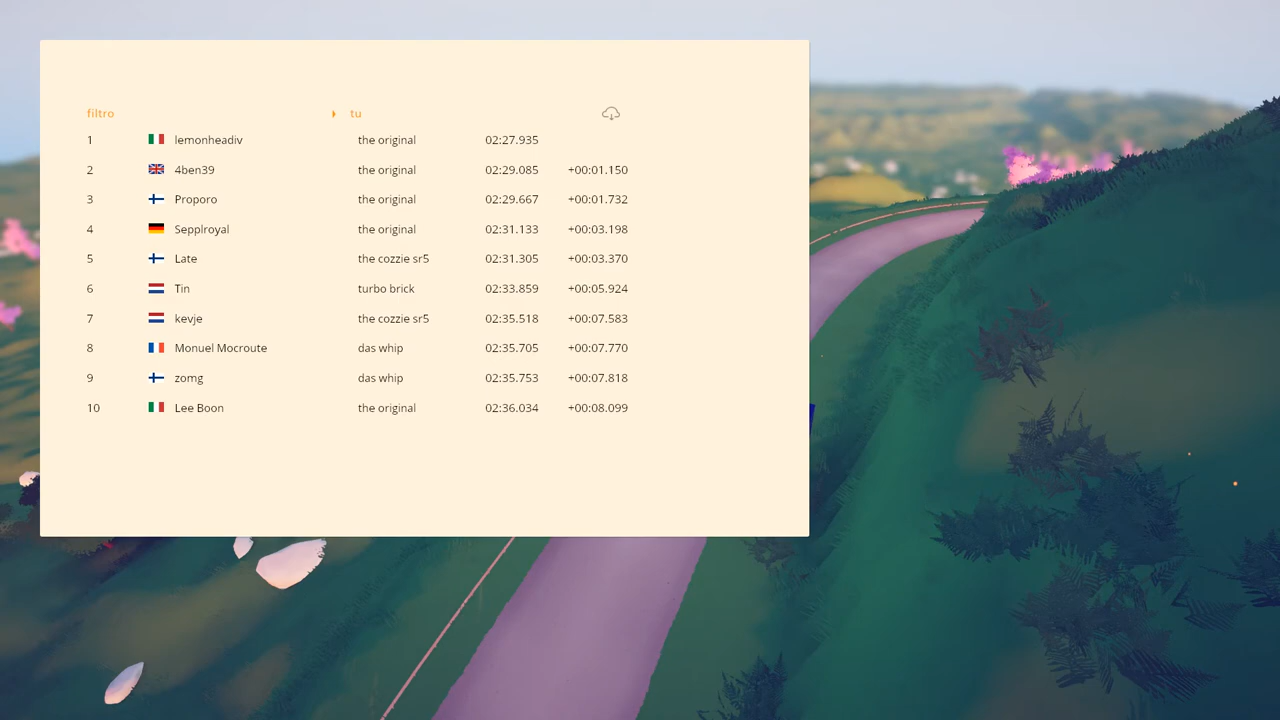 filtro tu
1 lemonheadiv the original 02:27.935
2 4ben39 the original 02:29.085 +00:01.150
3 Proporo the original 02:29.667 +00:01.732
4 Sepplroyal the original 02:31.133 +00:03.198
5 Late the cozzie sr5 02:31.305 +00:03.370
6 Tin turbo brick 02:33.859 +00:05.924
7 kevje the cozzie sr5 02:35.518 +00:07.583
8 Monuel Mocroute das whip 02:35.705 +00:07.770
9 zomg das whip 02:35.753 +00:07.818
10 Lee Boon the original 02:36.034 +00:08.099